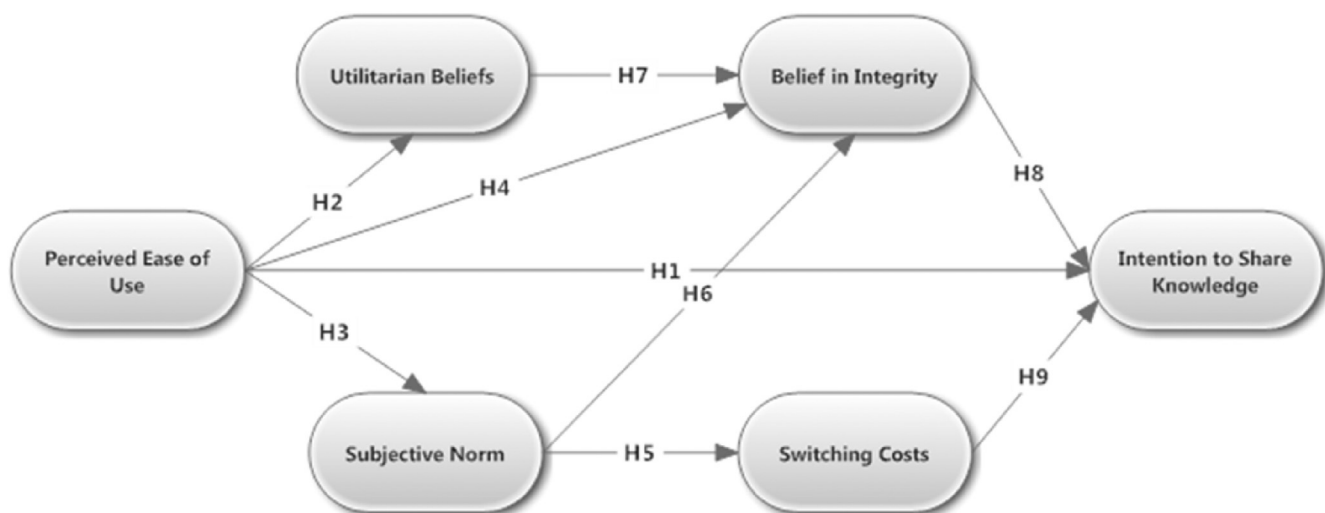 Utilitarian Beliefs
H7
Belief in Integrity
H2
H4
H8
Perceived Ease of
Use
H1
Intention to Share
Knowledge
H6
H3
H9
Subjective Norm
H5
Switching Costs